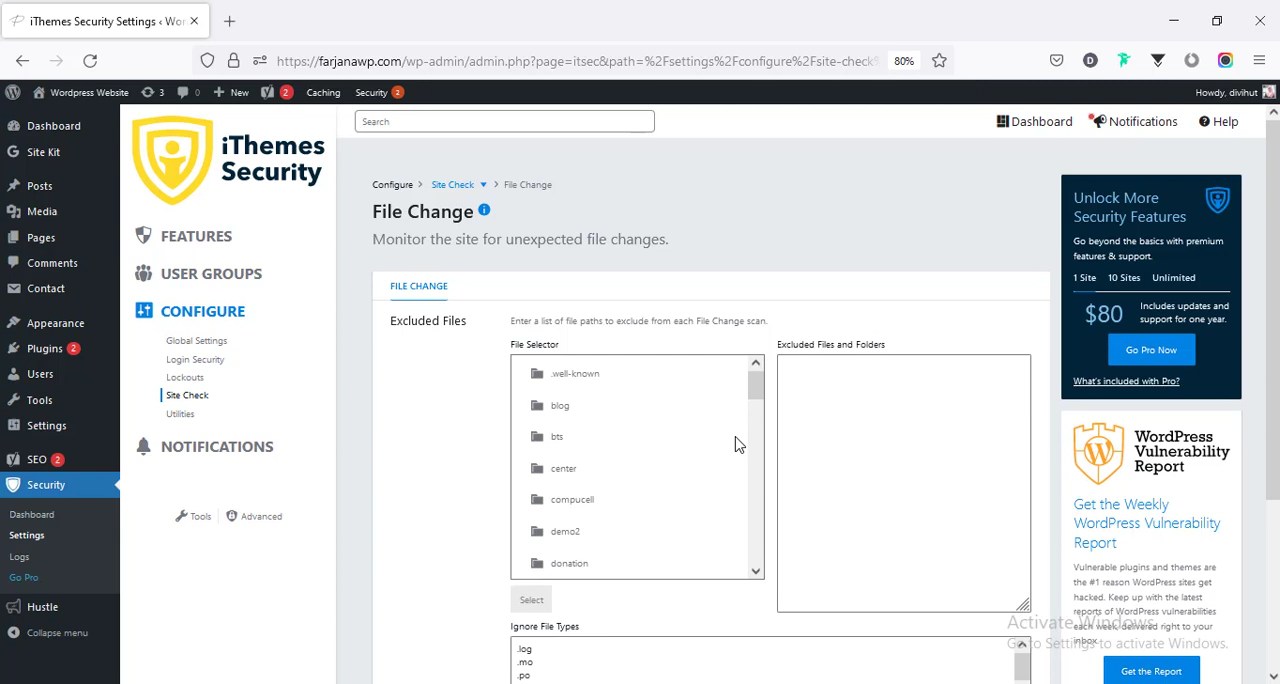 iThemes Security Settings ‹ Wor
https://farjanawp.com/wp-admin/admin.php?page=itsec&path=%2Fsettings%2Fconfigure%2Fsite-check%
80%
Wordpress Website
3
0
New
2
Caching
Security 2
Howdy, divihut
Dashboard
Site Kit
Posts
Media
Pages
Comments
Contact
Appearance
Plugins 2
Users
Tools
Settings
SEO 2
Security
Dashboard
Settings
Logs
Go Pro
Hustle
Collapse menu
iThemes
Security
FEATURES
USER GROUPS
CONFIGURE
Global Settings
Login Security
Lockouts
Site Check
Utilities
NOTIFICATIONS
Tools
Advanced
Search
Dashboard
Notifications
Help
Configure > Site Check > File Change
File Change
Monitor the site for unexpected file changes.
FILE CHANGE
Excluded Files
Enter a list of file paths to exclude from each File Change scan.
File Selector
.well-known
blog
bts
center
compucell
demo2
donation
Select
Excluded Files and Folders
Ignore File Types
.log
.mo
.po
Unlock More
Security Features
Go beyond the basics with premium
features & support.
1 Site 10 Sites Unlimited
$80
Includes updates and
support for one year.
Go Pro Now
What's included with Pro?
WordPress
Vulnerability
Report
Get the Weekly
WordPress Vulnerability
Report
Vulnerable plugins and themes are
the #1 reason WordPress sites get
hacked. Keep up with the latest
reports of WordPress vulnerabilities
each week, delivered right to your
inbox.
Get the Report
Activate Windows
Go to Settings to activate Windows.